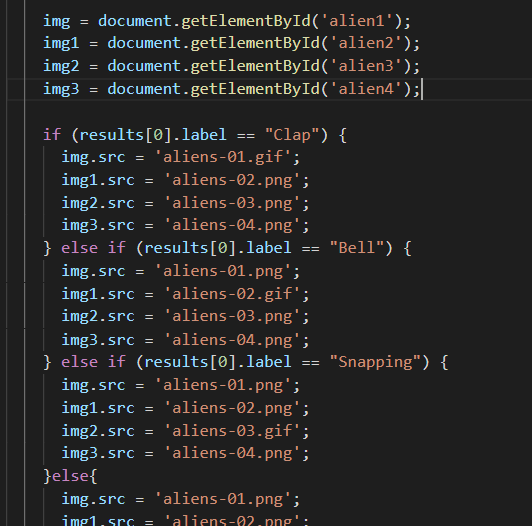 img = document.getElementById('alien1');
img1 = document.getElementById('alien2');
img2 = document.getElementById('alien3');
img3 = document.getElementById('alien4');
if (results[0].label == "Clap") {
img.src = 'aliens-01.gif';
img1.src = 'aliens-02.png';
img2.src = 'aliens-03.png';
img3.src = 'aliens-04.png';
} else if (results[0].label == "Bell") {
img.src = 'aliens-01.png';
img1.src = 'aliens-02.gif';
img2.src = 'aliens-03.png';
img3.src = 'aliens-04.png';
} else if (results[0].label == "Snapping") {
img.src = 'aliens-01.png';
img1.src = 'aliens-02.png';
img2.src = 'aliens-03.gif';
img3.src = 'aliens-04.png';
}else{
img.src = 'aliens-01.png';
img1.src = 'aliens-02.png';